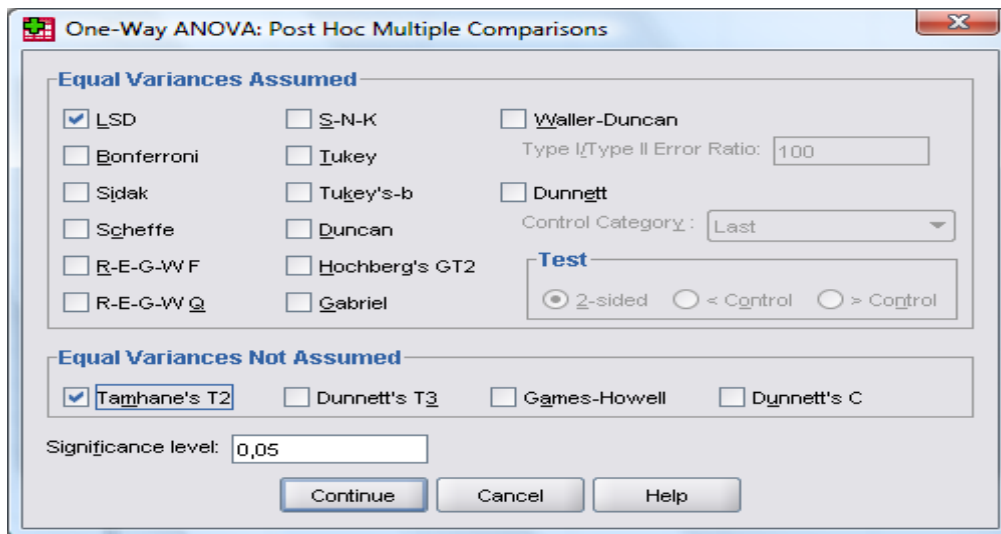 One-Way ANOVA: Post Hoc Multiple Comparisons
Equal Variances Assumed
LSD S-N-K Waller-Duncan
Bonferroni Tukey Type I/Type II Error Ratio: 100
Sidak Tukey's-b Dunnett
Scheffe Duncan Control Category: Last
R-E-G-W F Hochberg's GT2 Test
R-E-G-W Q Gabriel 2-sided < Control > Control
Equal Variances Not Assumed
Tamhane's T2 Dunnett's T3 Games-Howell Dunnett's C
Significance level: 0,05
Continue Cancel Help